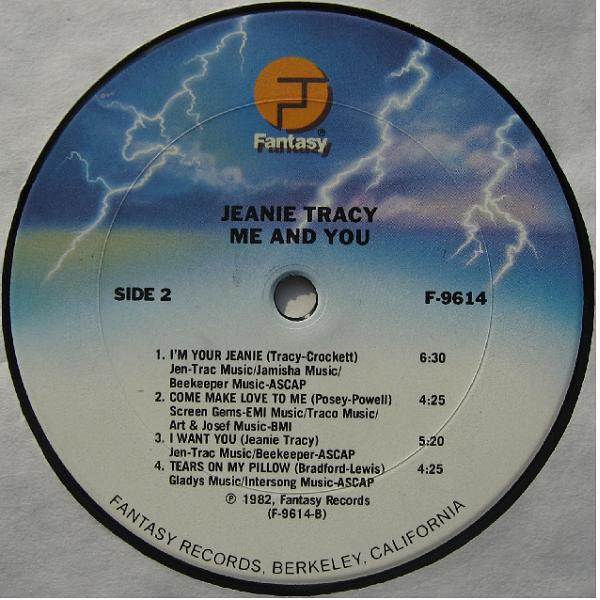 Fantasy®
JEANIE TRACY
ME AND YOU
SIDE 2
F-9614
1. I'M YOUR JEANIE (Tracy-Crockett) 6:30
Jen-Trac Music/Jamisha Music/
Beekeeper Music-ASCAP
2. COME MAKE LOVE TO ME (Posey-Powell) 4:25
Screen Gems-EMI Music/Traco Music/
Art & Josef Music-BMI
3. I WANT YOU (Jeanie Tracy) 5:20
Jen-Trac Music/Beekeeper-ASCAP
4. TEARS ON MY PILLOW (Bradford-Lewis) 4:25
Gladys Music/Intersong Music-ASCAP
℗ 1982, Fantasy Records
(F-9614-B)
FANTASY RECORDS, BERKELEY, CALIFORNIA